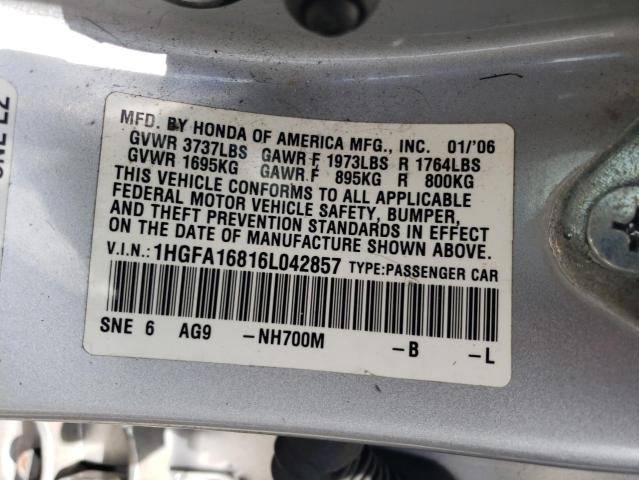 MFD. BY HONDA OF AMERICA MFG., INC. 01/'06
GVWR 3737LBS GAWR F 1973LBS R 1764LBS
GVWR 1695KG GAWR F 895KG R 800KG
THIS VEHICLE CONFORMS TO ALL APPLICABLE
FEDERAL MOTOR VEHICLE SAFETY, BUMPER,
AND THEFT PREVENTION STANDARDS IN EFFECT
ON THE DATE OF MANUFACTURE SHOWN ABOVE.
V.I.N.: 1HGFA16816L042857 TYPE:PASSENGER CAR
SNE 6 AG9 -NH700M -B -L